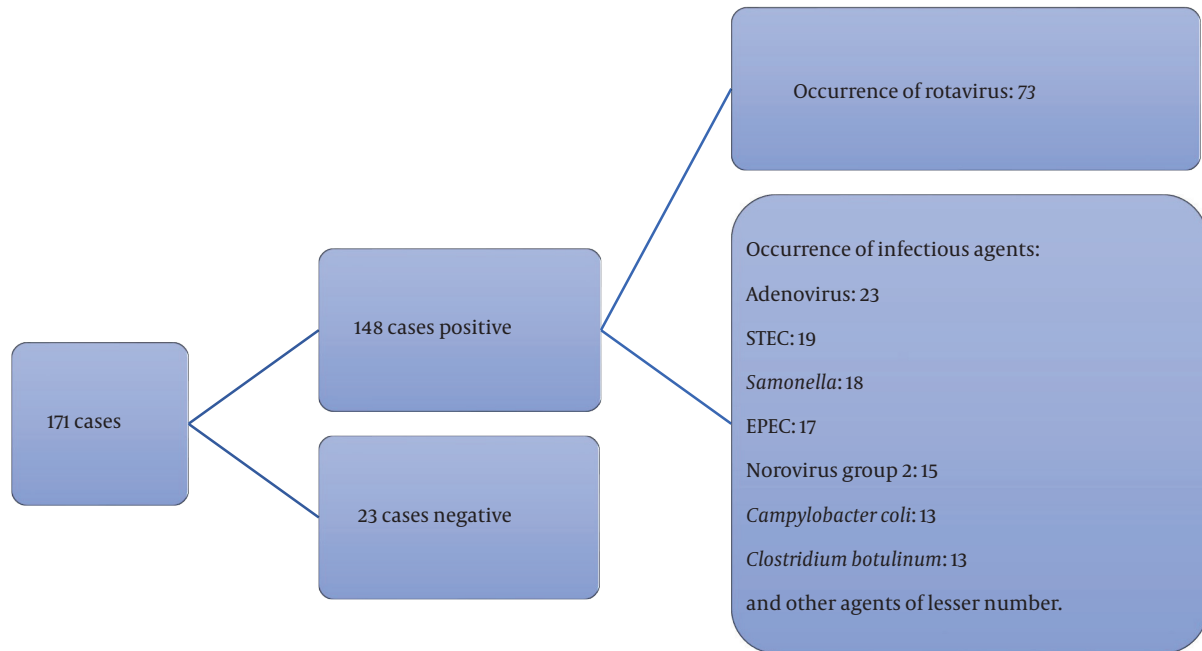 171 cases
148 cases positive
23 cases negative
Occurrence of rotavirus: 73
Occurrence of infectious agents:
Adenovirus: 23
STEC: 19
Samonella: 18
EPEC: 17
Norovirus group 2: 15
Campylobacter coli: 13
Clostridium botulinum: 13
and other agents of lesser number.